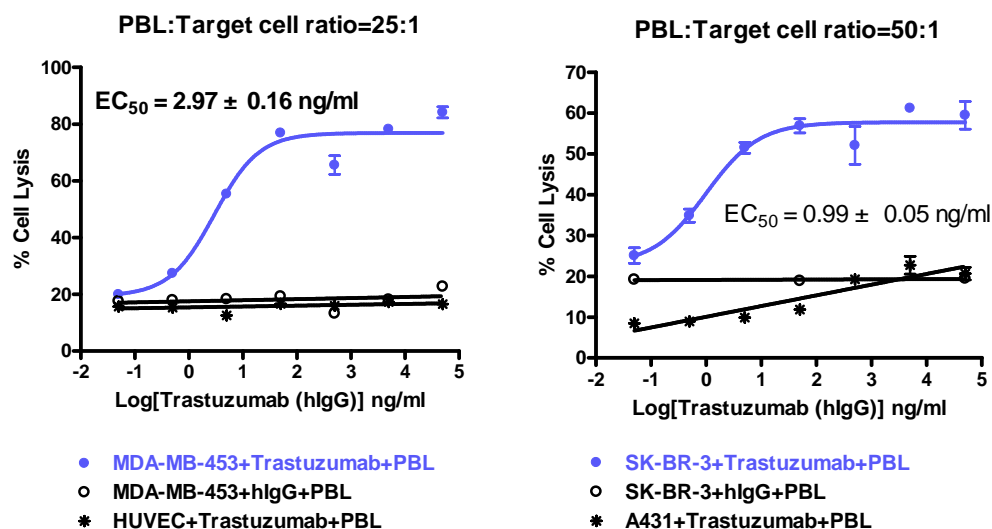 PBL:Target cell ratio=25:1
EC50 = 2.97 ± 0.16 ng/ml
% Cell Lysis
100
80
60
40
20
0
-2 -1 0 1 2 3 4 5
Log[Trastuzumab (hIgG)] ng/ml
MDA-MB-453+Trastuzumab+PBL
MDA-MB-453+hIgG+PBL
HUVEC+Trastuzumab+PBL
PBL:Target cell ratio=50:1
EC50 = 0.99 ± 0.05 ng/ml
% Cell Lysis
70
60
50
40
30
20
10
0
-2 -1 0 1 2 3 4 5
Log[Trastuzumab (hIgG)] ng/ml
SK-BR-3+Trastuzumab+PBL
SK-BR-3+hIgG+PBL
A431+Trastuzumab+PBL